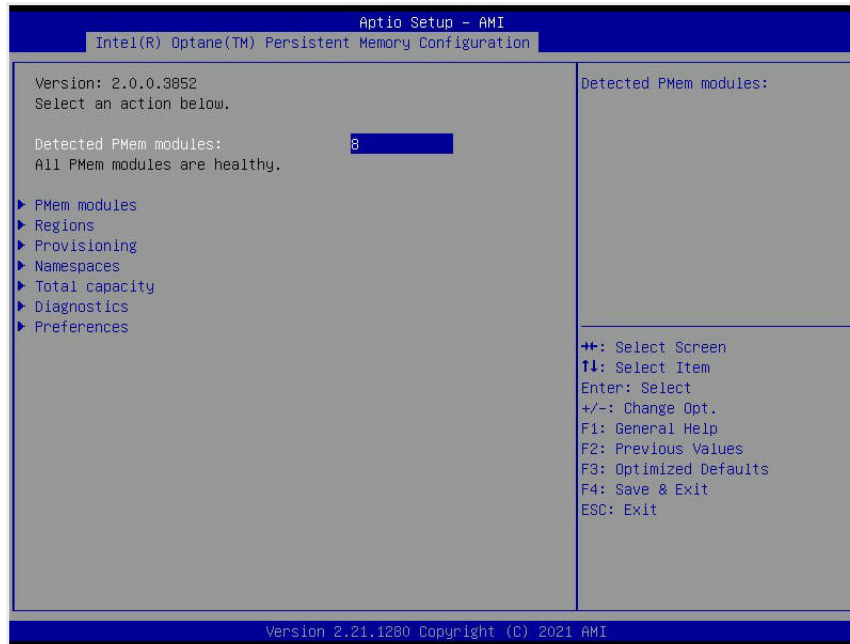 Aptio Setup – AMI
Intel(R) Optane(TM) Persistent Memory Configuration
Version: 2.0.0.3852
Select an action below.
Detected PMem modules: 8
All PMem modules are healthy.
PMem modules
Regions
Provisioning
Namespaces
Total capacity
Diagnostics
Preferences
Detected PMem modules:
→←: Select Screen
↑↓: Select Item
Enter: Select
+/-: Change Opt.
F1: General Help
F2: Previous Values
F3: Optimized Defaults
F4: Save & Exit
ESC: Exit
Version 2.21.1280 Copyright (C) 2021 AMI